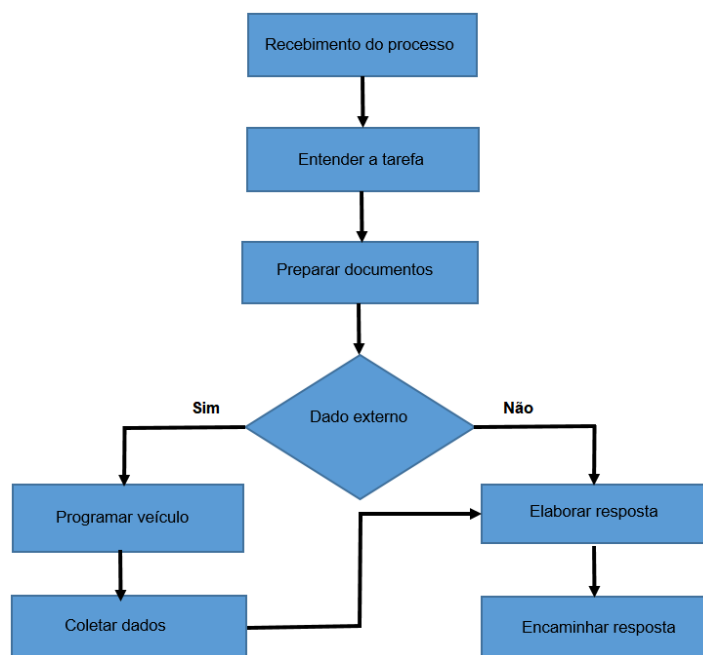 Recebimento do processo
Entender a tarefa
Preparar documentos
Dado externo
Sim
Não
Programar veículo
Elaborar resposta
Coletar dados
Encaminhar resposta